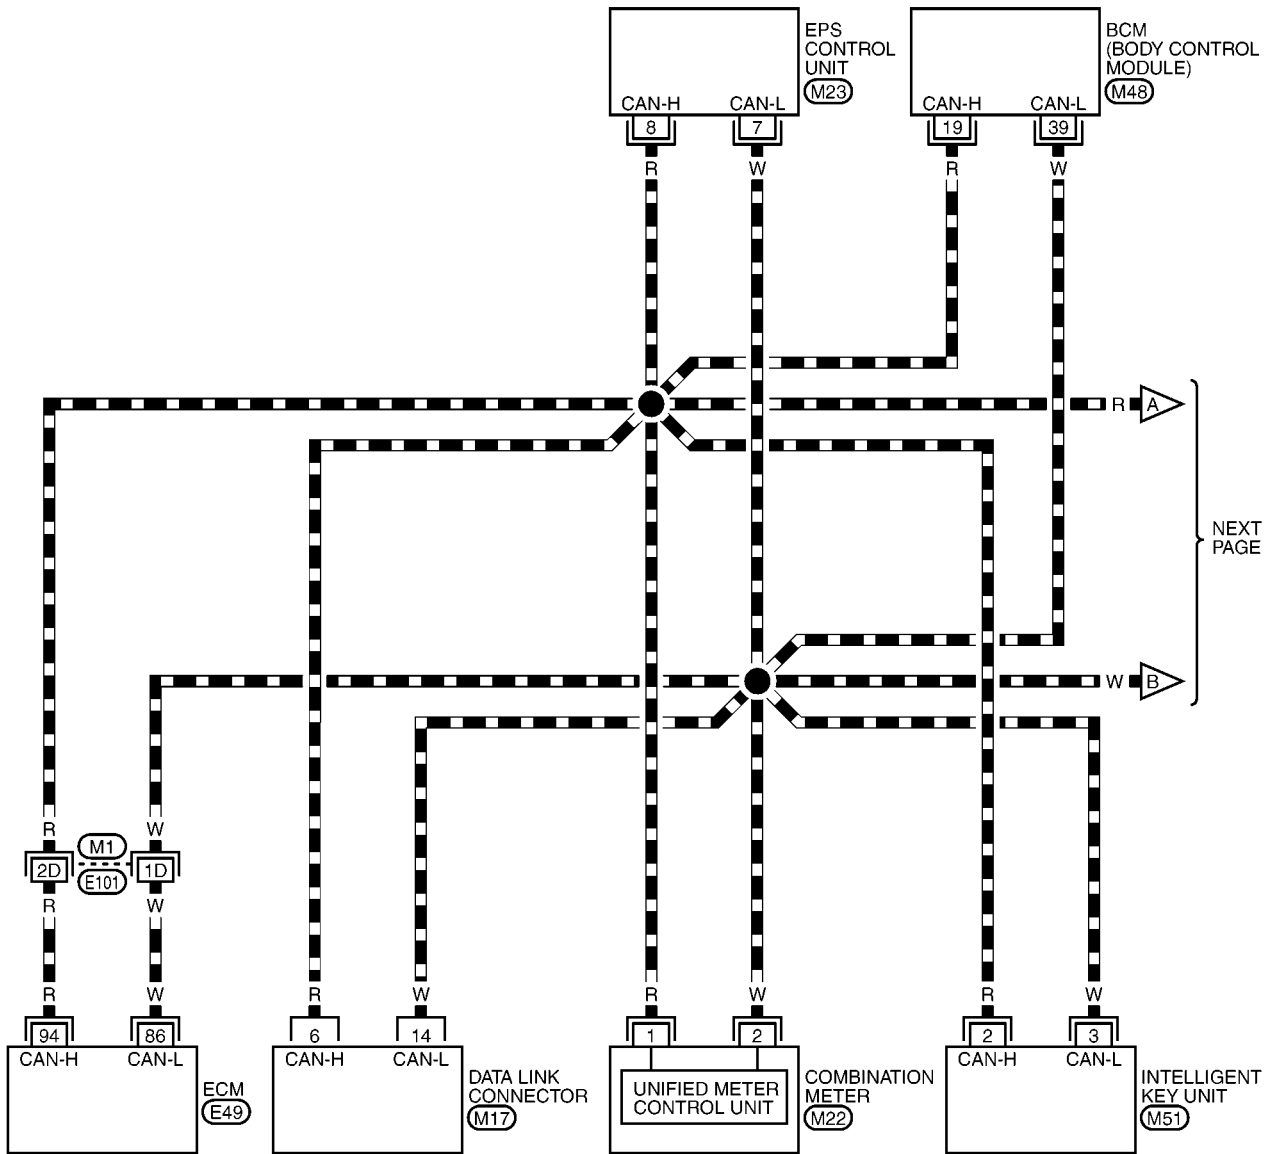 EPS
CONTROL
UNIT
M23
CAN-H
CAN-L
8
7
R
W
BCM
(BODY CONTROL
MODULE)
M48
CAN-H
CAN-L
19
39
R
W
R
A
NEXT
PAGE
W
B
R
W
M1
2D
1D
E101
R
W
R
W
94
86
CAN-H
CAN-L
ECM
E49
R
W
6
14
CAN-H
CAN-L
DATA LINK
CONNECTOR
M17
R
W
1
2
UNIFIED METER
CONTROL UNIT
COMBINATION
METER
M22
R
W
2
3
CAN-H
CAN-L
INTELLIGENT
KEY UNIT
M51